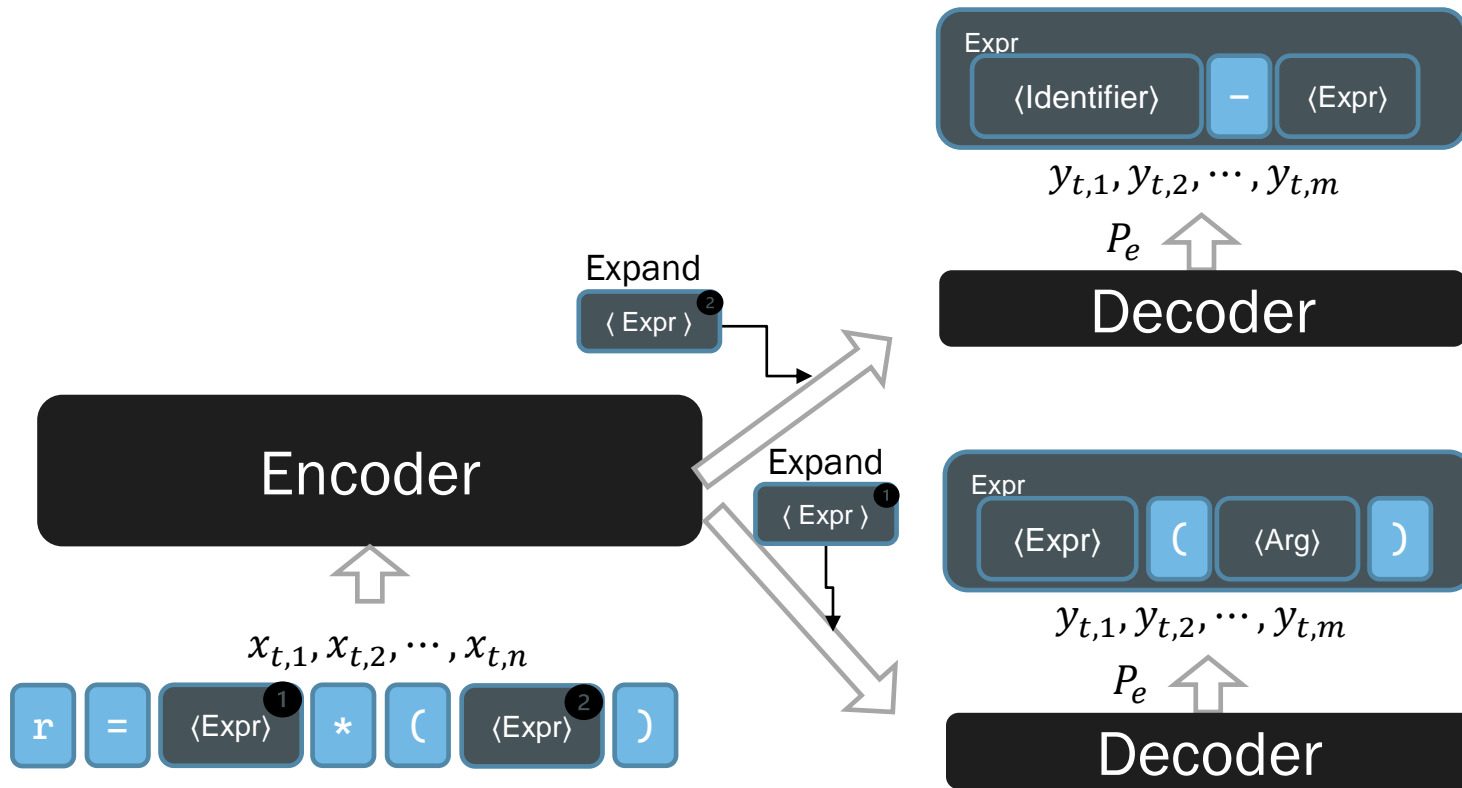 Expr
⟨Identifier⟩ − ⟨Expr⟩
y_{t,1}, y_{t,2}, ⋯ , y_{t,m}
P_e
Decoder
Expand
⟨ Expr ⟩ 2
Encoder
Expand
⟨ Expr ⟩ 1
Expr
⟨Expr⟩ ( ⟨Arg⟩ )
y_{t,1}, y_{t,2}, ⋯ , y_{t,m}
P_e
Decoder
x_{t,1}, x_{t,2}, ⋯ , x_{t,n}
r = ⟨Expr⟩ 1 * ( ⟨Expr⟩ 2 )